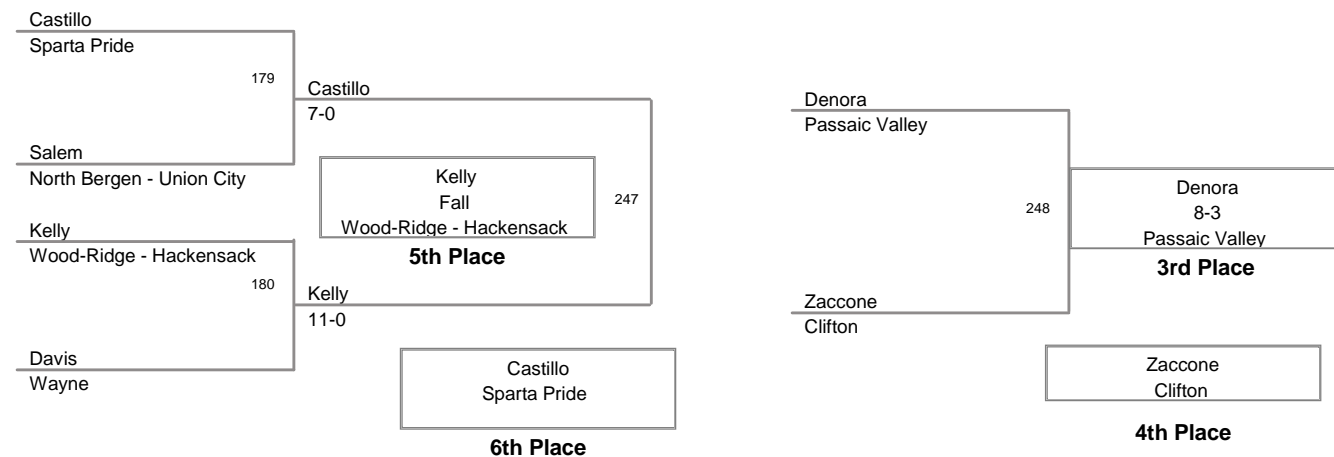 Castillo
Sparta Pride
179
Castillo
7-0
Salem
North Bergen - Union City
Kelly
Fall
Wood-Ridge - Hackensack
5th Place
247
Kelly
Wood-Ridge - Hackensack
180
Kelly
11-0
Davis
Wayne
Castillo
Sparta Pride
6th Place
Denora
Passaic Valley
248
Denora
8-3
Passaic Valley
3rd Place
Zaccone
Clifton
Zaccone
Clifton
4th Place